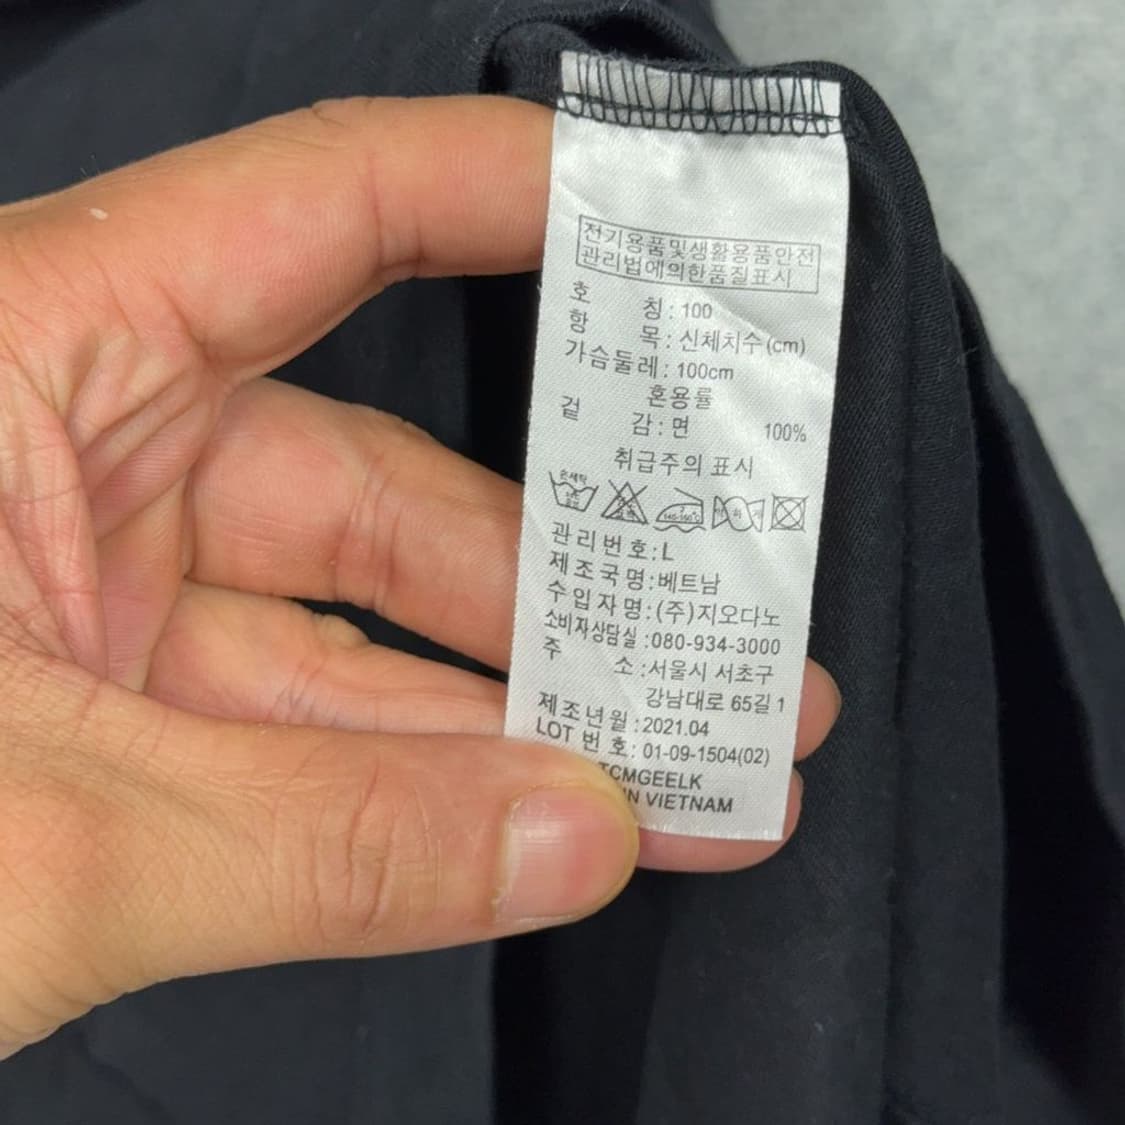 전기용품및생활용품안전
관리법에의한품질표시
호 칭 : 100
항 목 : 신체치수(cm)
가슴둘레 : 100cm
혼용률
겉 감 : 면 100%
취급주의 표시
손세탁
관리번호 : L
제조국명 : 베트남
수입자명 : (주)지오다노
소비자상담실 : 080-934-3000
주 소 : 서울시 서초구
강남대로 65길 1
제조년월 : 2021.04
LOT 번호 : 01-09-1504(02)
TCMGEELK
IN VIETNAM